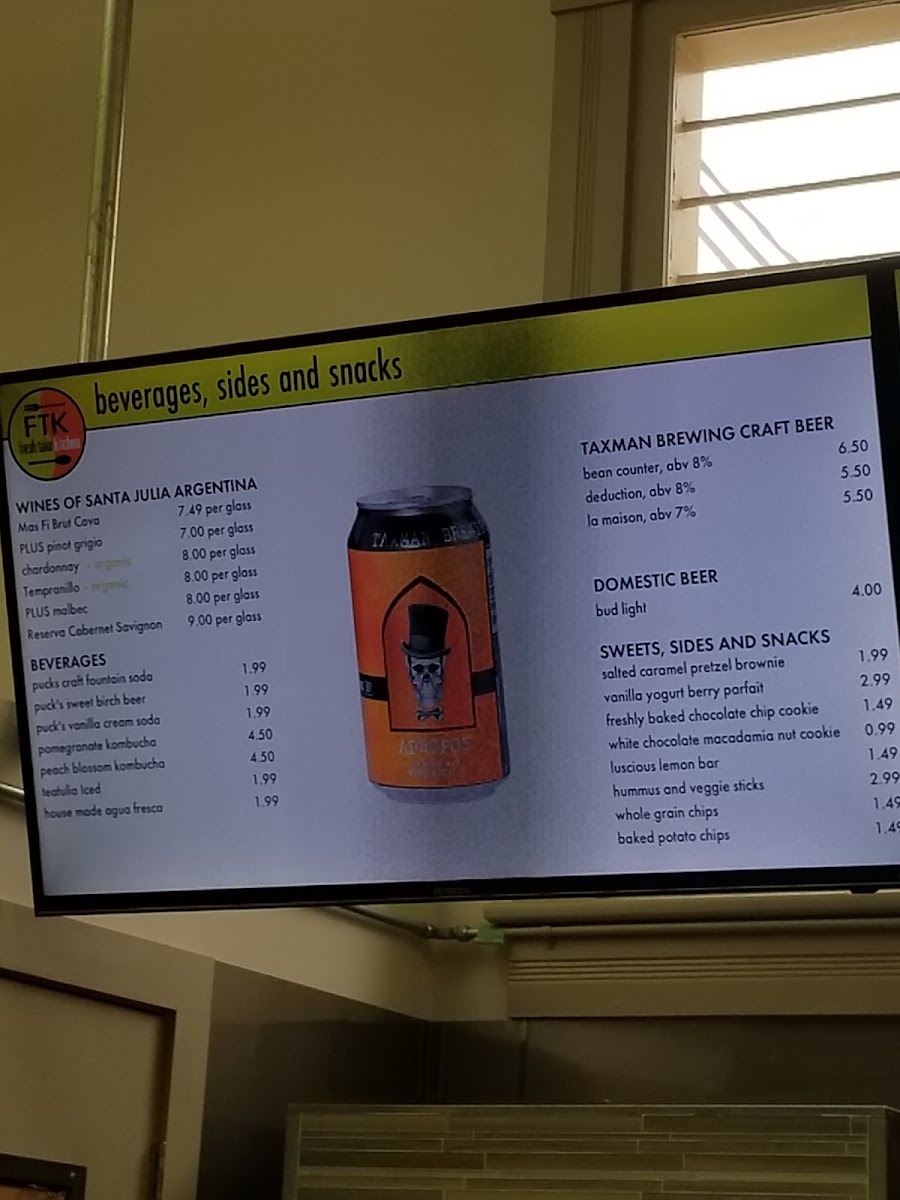 beverages, sides and snacks
FTK
fresh take kitchen
WINES OF SANTA JULIA ARGENTINA
Mas Fi Brut Cava 7.49 per glass
PLUS pinot grigio 7.00 per glass
chardonnay - organic 8.00 per glass
Tempranillo - organic 8.00 per glass
PLUS malbec 8.00 per glass
Reserva Cabernet Savignon 9.00 per glass
BEVERAGES
pucks craft fountain soda 1.99
puck's sweet birch beer 1.99
puck's vanilla cream soda 1.99
pomegranate kombucha 4.50
peach blossom kombucha 4.50
teatulia Iced 1.99
house made agua fresca 1.99
TAXMAN BREW
APROPOS
TAXMAN BREWING CRAFT BEER
bean counter, abv 8% 6.50
deduction, abv 8% 5.50
la maison, abv 7% 5.50
DOMESTIC BEER
bud light 4.00
SWEETS, SIDES AND SNACKS
salted caramel pretzel brownie 1.99
vanilla yogurt berry parfait 2.99
freshly baked chocolate chip cookie 1.49
white chocolate macadamia nut cookie 0.99
luscious lemon bar 1.49
hummus and veggie sticks 2.99
whole grain chips 1.49
baked potato chips 1.49
HITACHI